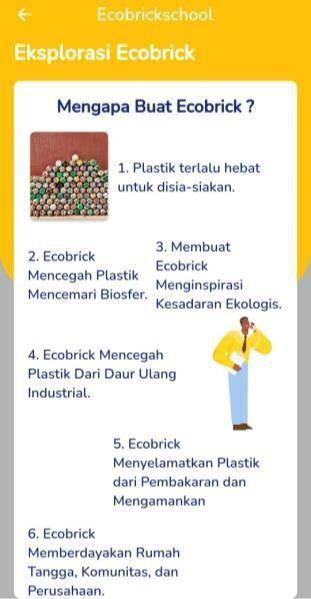 Ecobrickschool
Eksplorasi Ecobrick
Mengapa Buat Ecobrick ?
1. Plastik terlalu hebat
untuk disia-siakan.
2. Ecobrick
Mencegah Plastik
Mencemari Biosfer.
3. Membuat
Ecobrick
Menginspirasi
Kesadaran Ekologis.
4. Ecobrick Mencegah
Plastik Dari Daur Ulang
Industrial.
5. Ecobrick
Menyelamatkan Plastik
dari Pembakaran dan
Mengamankan
6. Ecobrick
Memberdayakan Rumah
Tangga, Komunitas, dan
Perusahaan.